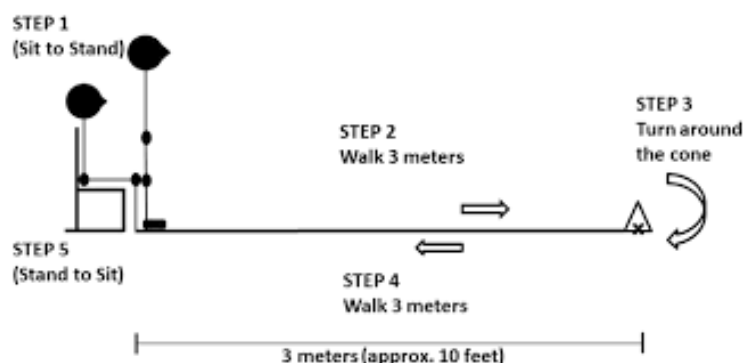 STEP 1
(Sit to Stand)
STEP 2
Walk 3 meters
STEP 3
Turn around
the cone
STEP 5
(Stand to Sit)
STEP 4
Walk 3 meters
3 meters (approx. 10 feet)